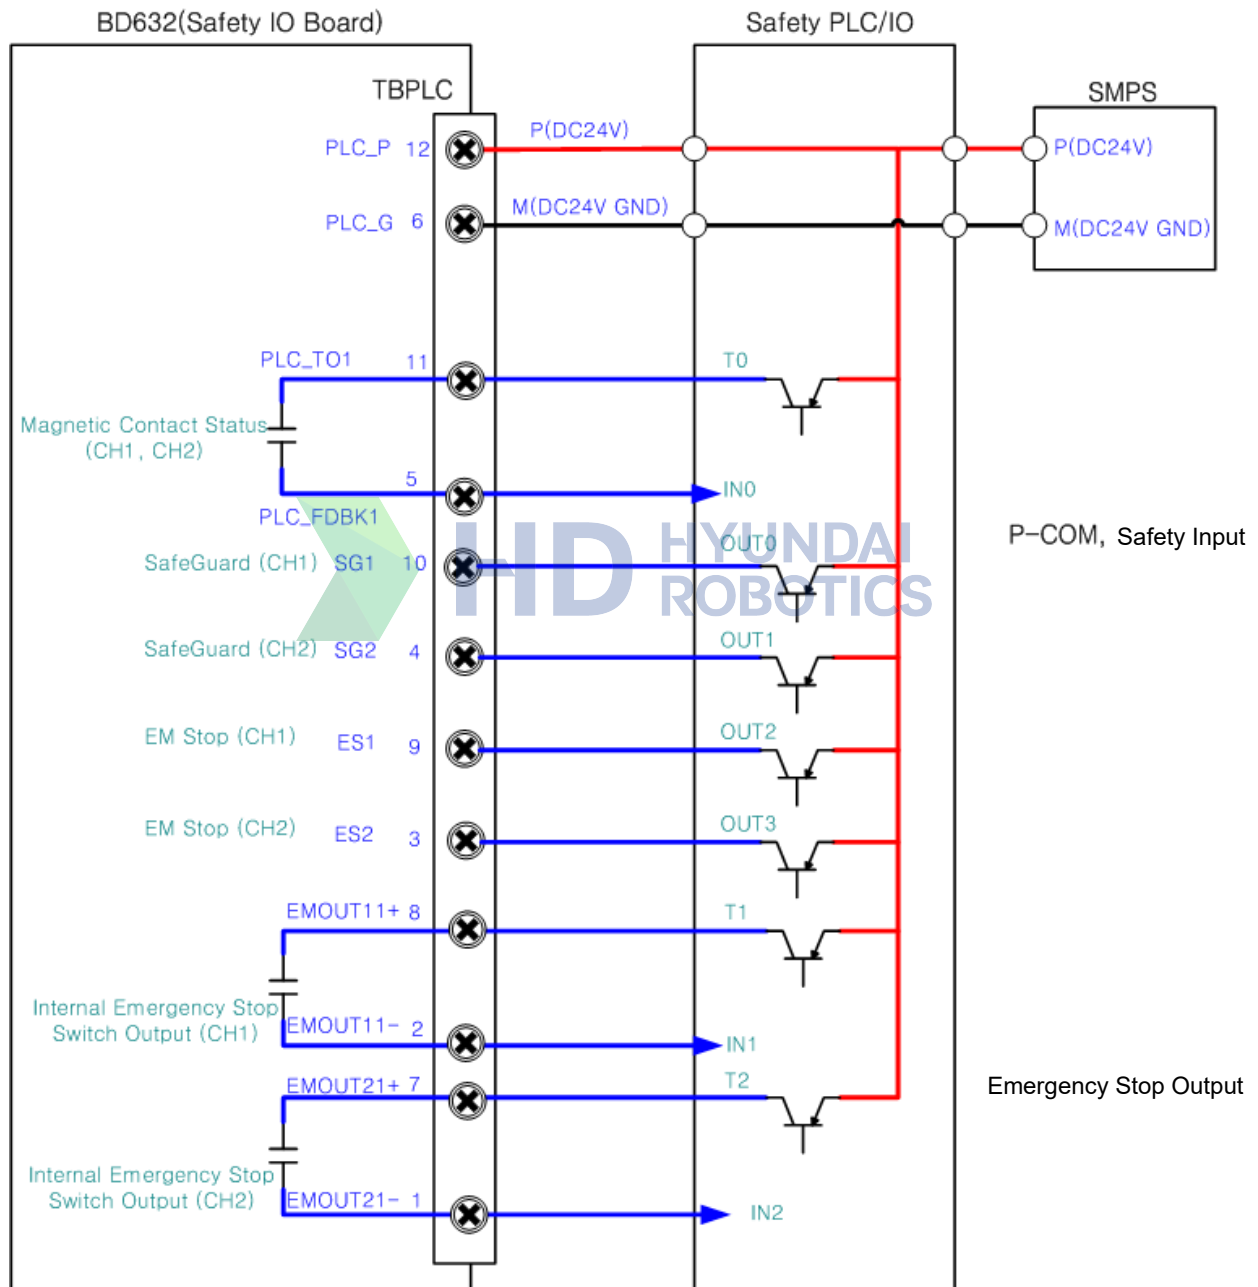 BD632(Safety IO Board)
Safety PLC/IO
TBPLC
SMPS
PLC_P 12
P(DC24V)
P(DC24V)
PLC_G 6
M(DC24V GND)
M(DC24V GND)
PLC_TO1 11
T0
Magnetic Contact Status
(CH1, CH2)
5
IN0
PLC_FDBK1
HD HYUNDAI
ROBOTICS
P-COM, Safety Input
SafeGuard (CH1) SG1 10
OUT0
SafeGuard (CH2) SG2 4
OUT1
EM Stop (CH1) ES1 9
OUT2
EM Stop (CH2) ES2 3
OUT3
EMOUT11+ 8
T1
Internal Emergency Stop
Switch Output (CH1)
EMOUT11- 2
IN1
EMOUT21+ 7
T2
Emergency Stop Output
Internal Emergency Stop
Switch Output (CH2)
EMOUT21- 1
IN2